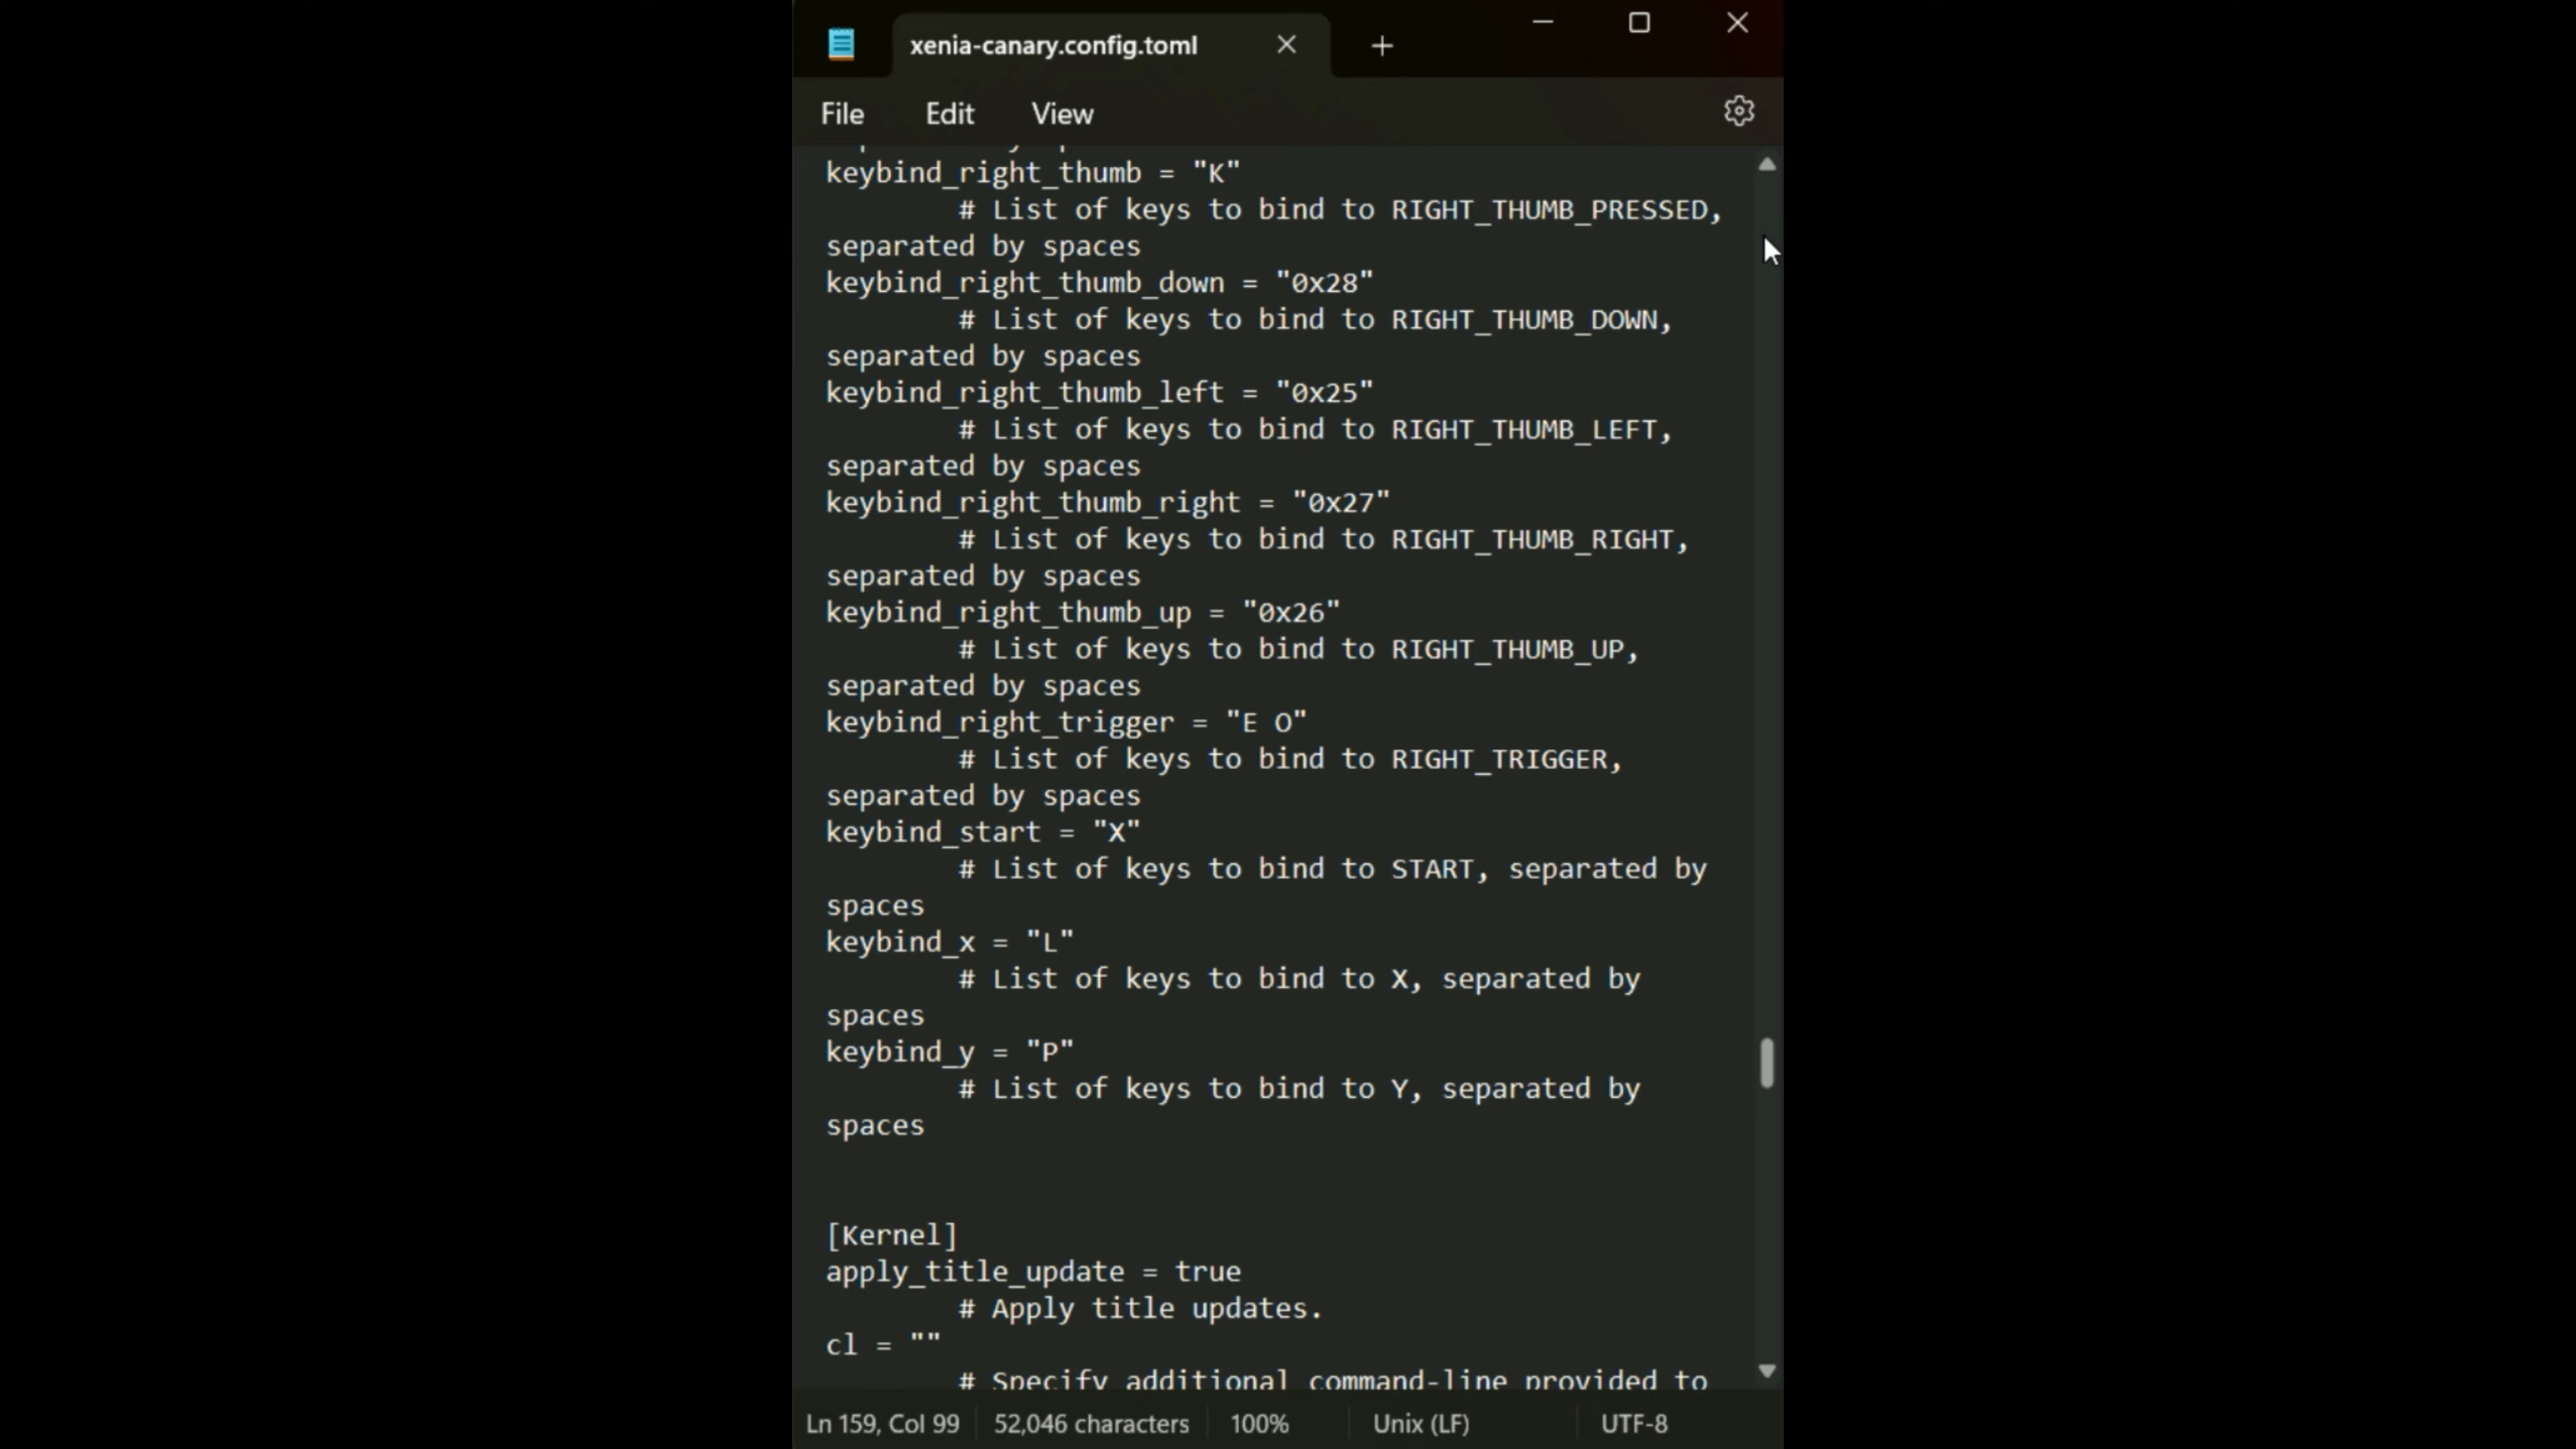 xenia-canary.config.toml
File Edit View
keybind_right_thumb = "K"
# List of keys to bind to RIGHT_THUMB_PRESSED,
separated by spaces
keybind_right_thumb_down = "0x28"
# List of keys to bind to RIGHT_THUMB_DOWN,
separated by spaces
keybind_right_thumb_left = "0x25"
# List of keys to bind to RIGHT_THUMB_LEFT,
separated by spaces
keybind_right_thumb_right = "0x27"
# List of keys to bind to RIGHT_THUMB_RIGHT,
separated by spaces
keybind_right_thumb_up = "0x26"
# List of keys to bind to RIGHT_THUMB_UP,
separated by spaces
keybind_right_trigger = "E O"
# List of keys to bind to RIGHT_TRIGGER,
separated by spaces
keybind_start = "X"
# List of keys to bind to START, separated by
spaces
keybind_x = "L"
# List of keys to bind to X, separated by
spaces
keybind_y = "P"
# List of keys to bind to Y, separated by
spaces
[Kernel]
apply_title_update = true
# Apply title updates.
cl = ""
# Specify additional command-line provided to
Ln 159, Col 99 52,046 characters 100% Unix (LF) UTF-8